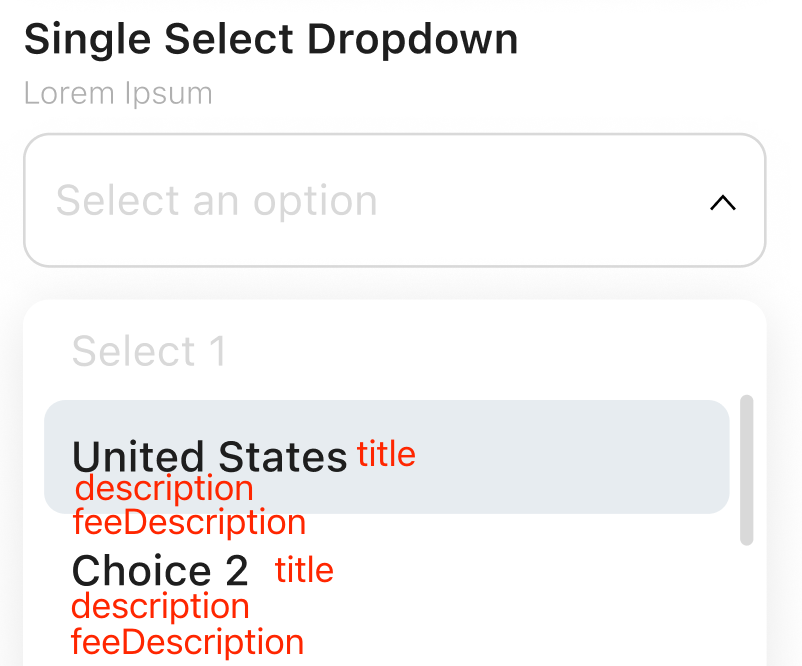 Single Select Dropdown
Lorem Ipsum
Select an option
Select 1
United States title
description
feeDescription
Choice 2 title
description
feeDescription